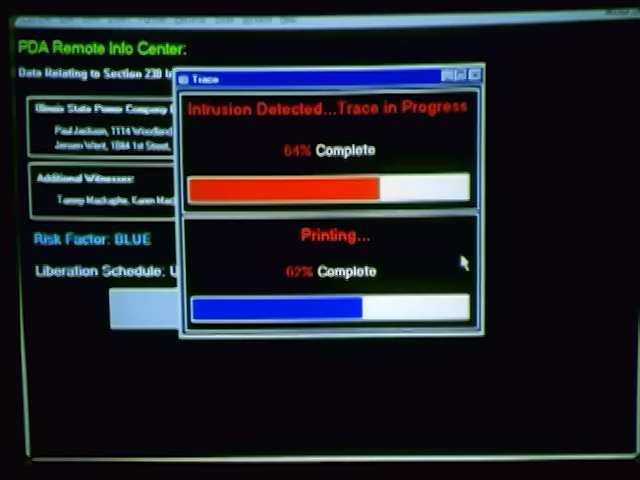 PDA Remote Info Center:
Data Relating to Section 230 
Illinois State Power Company
Paul Jackson, 1114 Woodland
Jensen West, 1884 1st Street,
Additional Witnesses:
Risk Factor: BLUE
Liberation Schedule: U
Trace
Intrusion Detected...Trace in Progress
64% Complete
Printing...
62% Complete